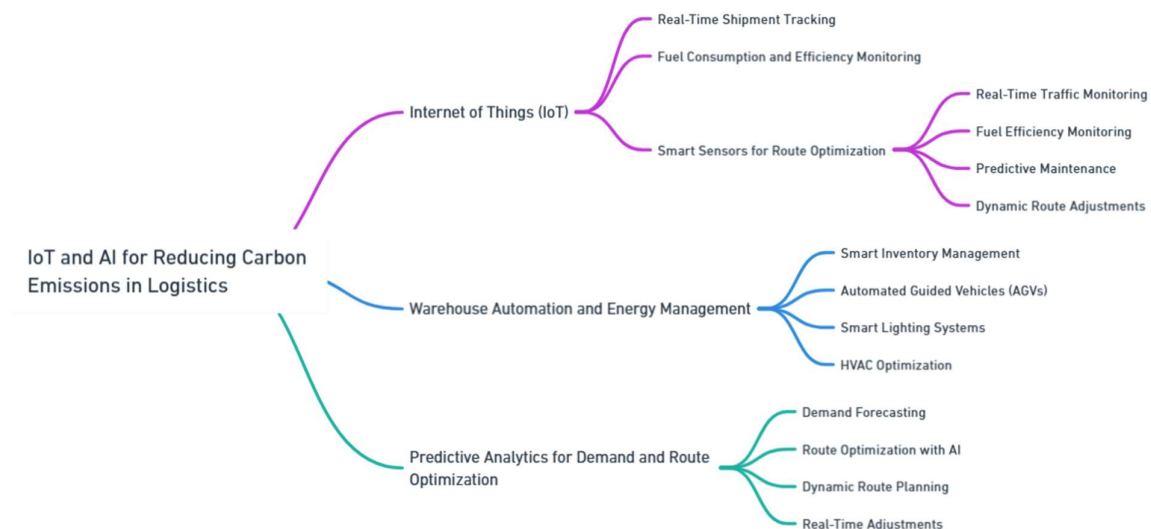 IoT and AI for Reducing Carbon
Emissions in Logistics
Internet of Things (IoT)
Real-Time Shipment Tracking
Fuel Consumption and Efficiency Monitoring
Smart Sensors for Route Optimization
Real-Time Traffic Monitoring
Fuel Efficiency Monitoring
Predictive Maintenance
Dynamic Route Adjustments
Warehouse Automation and Energy Management
Smart Inventory Management
Automated Guided Vehicles (AGVs)
Smart Lighting Systems
HVAC Optimization
Predictive Analytics for Demand and Route
Optimization
Demand Forecasting
Route Optimization with AI
Dynamic Route Planning
Real-Time Adjustments